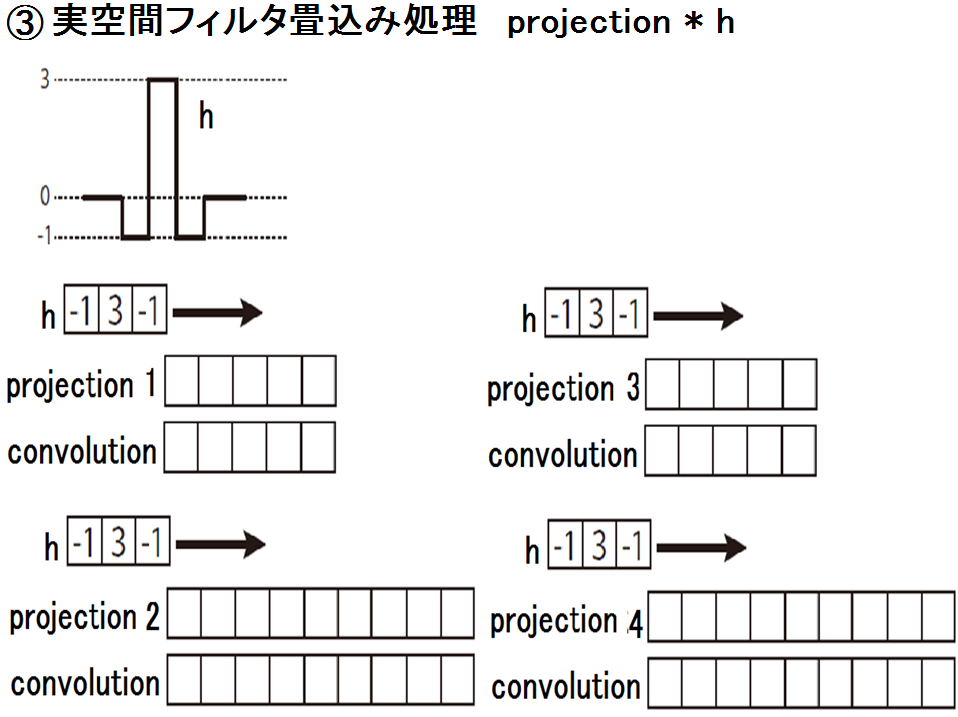 ③ 実空間フィルタ畳込み処理 projection * h
3
h
0
-1
h -1 3 -1
projection 1
convolution
h -1 3 -1
projection 3
convolution
h -1 3 -1
projection 2
convolution
h -1 3 -1
projection 4
convolution